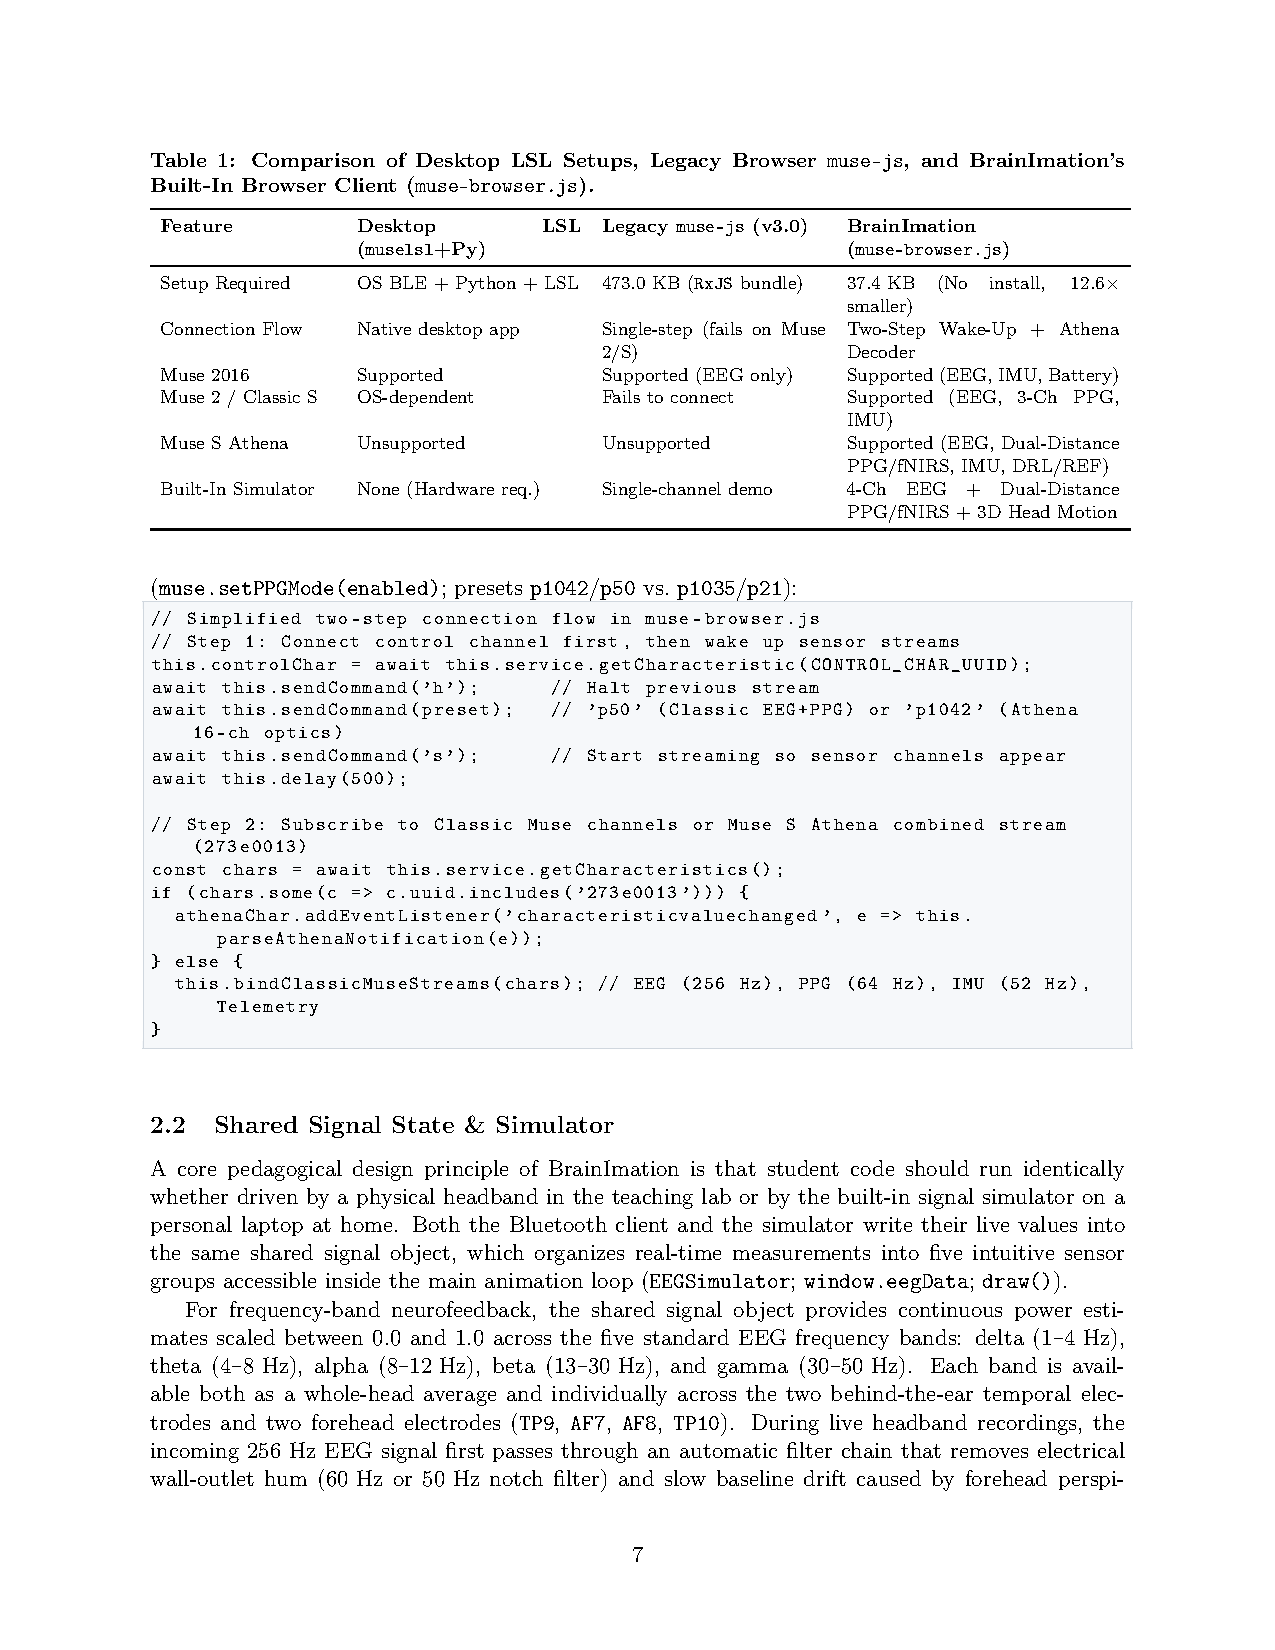 Table 1: Comparison of Desktop LSL Setups, Legacy Browser muse-js, and BrainImation's
Built-In Browser Client (muse-browser.js).
Feature Desktop LSL Legacy muse-js (v3.0) BrainImation
(muselsl+Py) (muse-browser.js)
Setup Required OS BLE + Python + LSL 473.0 KB (RxJS bundle) 37.4 KB (No install, 12.6×
smaller)
Connection Flow Native desktop app Single-step (fails on Muse Two-Step Wake-Up + Athena
2/S) Decoder
Muse 2016 Supported Supported (EEG only) Supported (EEG, IMU, Battery)
Muse 2 / Classic S OS-dependent Fails to connect Supported (EEG, 3-Ch PPG,
IMU)
Muse S Athena Unsupported Unsupported Supported (EEG, Dual-Distance
PPG/fNIRS, IMU, DRL/REF)
Built-In Simulator None (Hardware req.) Single-channel demo 4-Ch EEG + Dual-Distance
PPG/fNIRS + 3D Head Motion
(muse.setPPGMode(enabled); presets p1042/p50 vs. p1035/p21):
// Simplified two-step connection flow in muse-browser.js
// Step 1: Connect control channel first, then wake up sensor streams
this.controlChar = await this.service.getCharacteristic(CONTROL_CHAR_UUID);
await this.sendCommand('h'); // Halt previous stream
await this.sendCommand(preset); // 'p50' (Classic EEG+PPG) or 'p1042' (Athena
16-ch optics)
await this.sendCommand('s'); // Start streaming so sensor channels appear
await this.delay(500);
// Step 2: Subscribe to Classic Muse channels or Muse S Athena combined stream
(273e0013)
const chars = await this.service.getCharacteristics();
if (chars.some(c => c.uuid.includes('273e0013'))) {
athenaChar.addEventListener('characteristicvaluechanged', e => this.
parseAthenaNotification(e));
} else {
this.bindClassicMuseStreams(chars); // EEG (256 Hz), PPG (64 Hz), IMU (52 Hz),
Telemetry
}
2.2 Shared Signal State & Simulator
A core pedagogical design principle of BrainImation is that student code should run identically
whether driven by a physical headband in the teaching lab or by the built-in signal simulator on a
personal laptop at home. Both the Bluetooth client and the simulator write their live values into
the same shared signal object, which organizes real-time measurements into five intuitive sensor
groups accessible inside the main animation loop (EEGSimulator; window.eegData; draw()).
For frequency-band neurofeedback, the shared signal object provides continuous power esti-
mates scaled between 0.0 and 1.0 across the five standard EEG frequency bands: delta (1–4 Hz),
theta (4–8 Hz), alpha (8–12 Hz), beta (13–30 Hz), and gamma (30–50 Hz). Each band is avail-
able both as a whole-head average and individually across the two behind-the-ear temporal elec-
trodes and two forehead electrodes (TP9, AF7, AF8, TP10). During live headband recordings, the
incoming 256 Hz EEG signal first passes through an automatic filter chain that removes electrical
wall-outlet hum (60 Hz or 50 Hz notch filter) and slow baseline drift caused by forehead perspi-
7